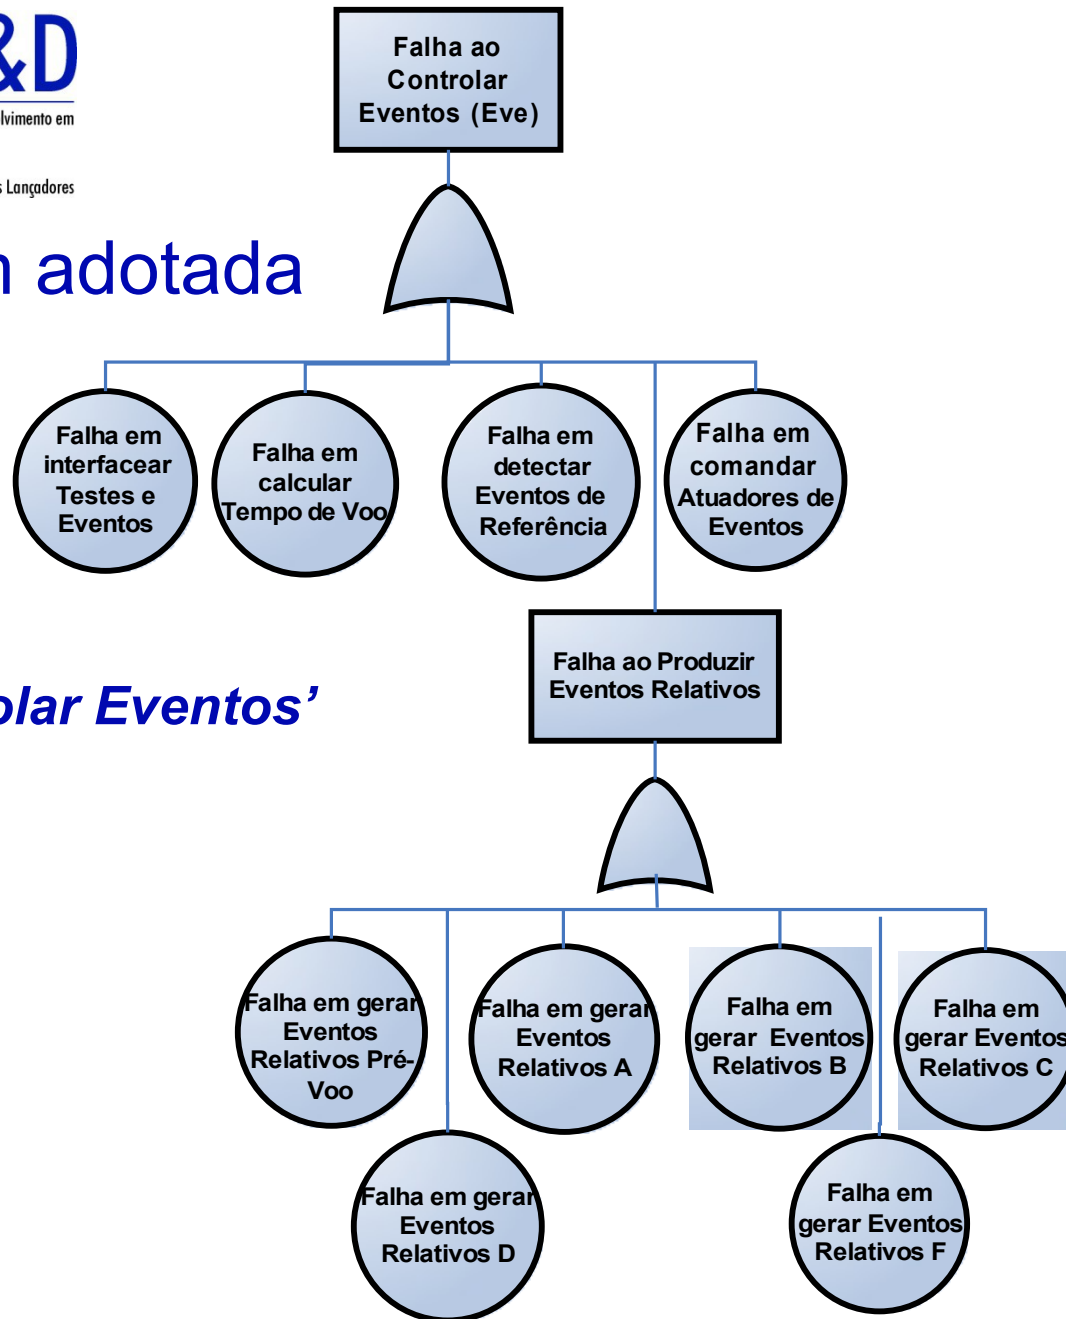 &D
olvimento em
s Lançadores
Falha ao
Controlar
Eventos (Eve)
m adotada
Falha em
interfacear
Testes e
Eventos
Falha em
calcular
Tempo de Voo
Falha em
detectar
Eventos de
Referência
Falha em
comandar
Atuadores de
Eventos
Falha ao Produzir
Eventos Relativos
olar Eventos’
Falha em gerar
Eventos
Relativos Pré-
Voo
Falha em gerar
Eventos
Relativos A
Falha em
gerar Eventos
Relativos B
Falha em
gerar Eventos
Relativos C
Falha em gerar
Eventos
Relativos D
Falha em
gerar Eventos
Relativos F